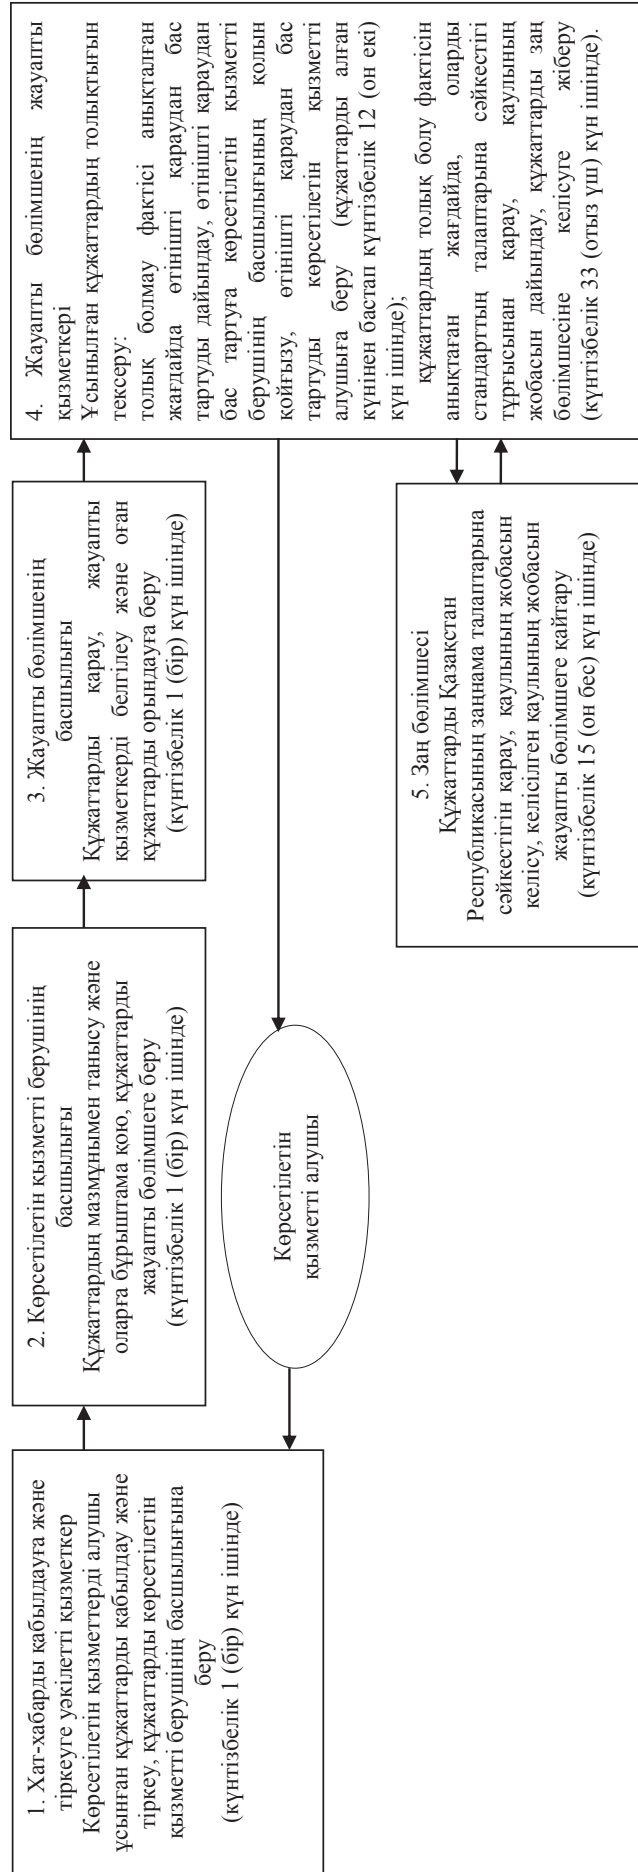 1. Хат-хабарды қабылдауға және
тіркеуге уәкілетті қызметкер
Көрсетілетін қызметтерді алушы
ұсынған құжаттарды қабылдау және
тіркеу, құжаттарды көрсетілетін
қызметті берушінің басшылығына
беру
(күнтізбелік 1 (бір) күн ішінде)
2. Көрсетілетін қызметті берушінің
басшылығы
Құжаттардың мазмұнымен танысу және
оларға бұрыштама қою, құжаттарды
жауапты бөлімшеге беру
(күнтізбелік 1 (бір) күн ішінде)
3. Жауапты бөлімшенің
басшылығы
Құжаттарды қарау, жауапты
қызметкерді белгілеу және оған
құжаттарды орындауға беру
(күнтізбелік 1 (бір) күн ішінде)
4. Жауапты бөлімшенің жауапты
қызметкері
Ұсынылған құжаттардың толықтығын
тексеру:
толық болмау фактісі анықталған
жағдайда өтінішті қараудан бас
тартуды дайындау, өтінішті қараудан
бас тартуға көрсетілетін қызметті
берушінің басшылығының қолын
қойғызу, өтінішті қараудан бас
тартуды көрсетілетін қызметті
алушыға беру (құжаттарды алған
күнінен бастап күнтізбелік 12 (он екі)
күн ішінде);
құжаттардың толық болу фактісін
анықтаған жағдайда, оларды
стандарттың талаптарына сәйкестігі
тұрғысынан қарау, қаулының
жобасын дайындау, құжаттарды заң
бөлімшесіне келісуге жіберу
(күнтізбелік 33 (отыз үш) күн ішінде).
Көрсетілетін
қызметті алушы
5. Заң бөлімшесі
Құжаттарды Қазақстан
Республикасының заңнама талаптарына
сәйкестігін қарау, қаулының жобасын
келісу, келісілген қаулының жобасын
жауапты бөлімшеге қайтару
(күнтізбелік 15 (он бес) күн ішінде)